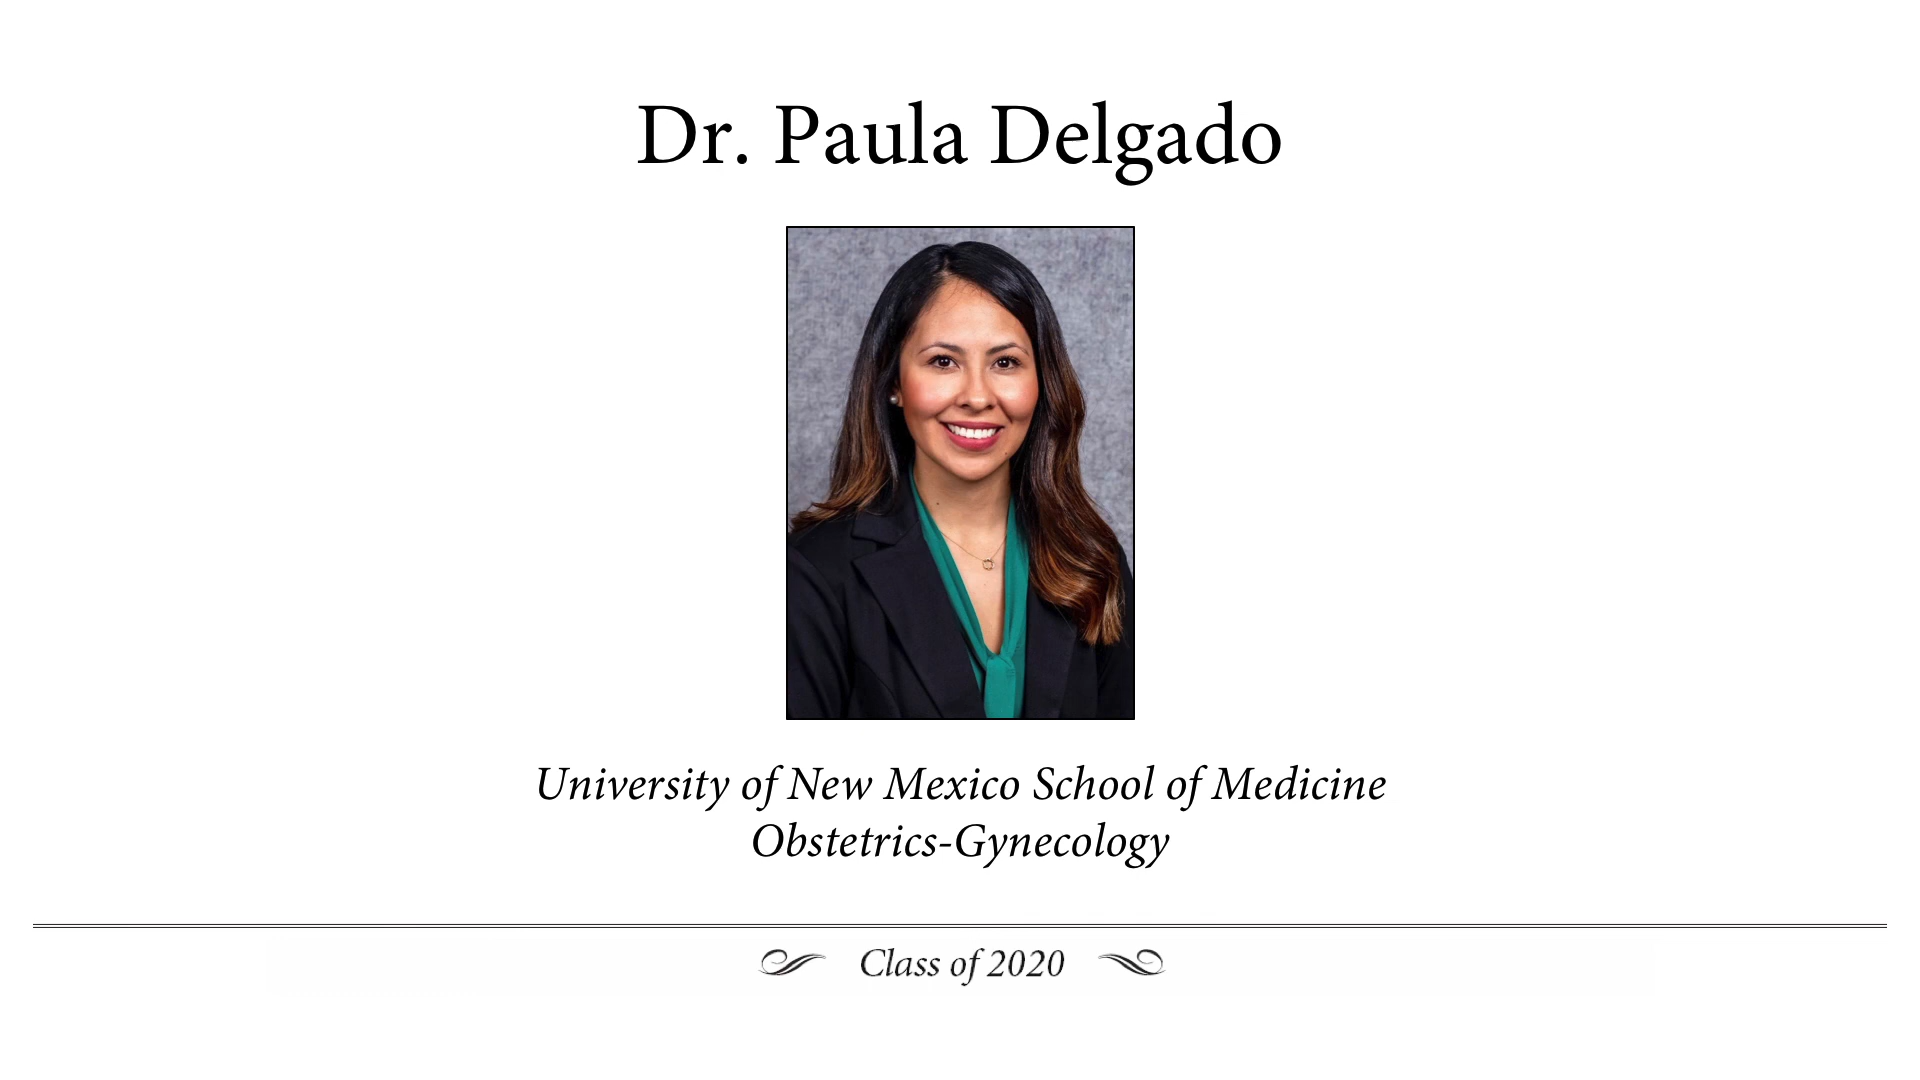 Dr. Paula Delgado
University of New Mexico School of Medicine
Obstetrics-Gynecology
Class of 2020